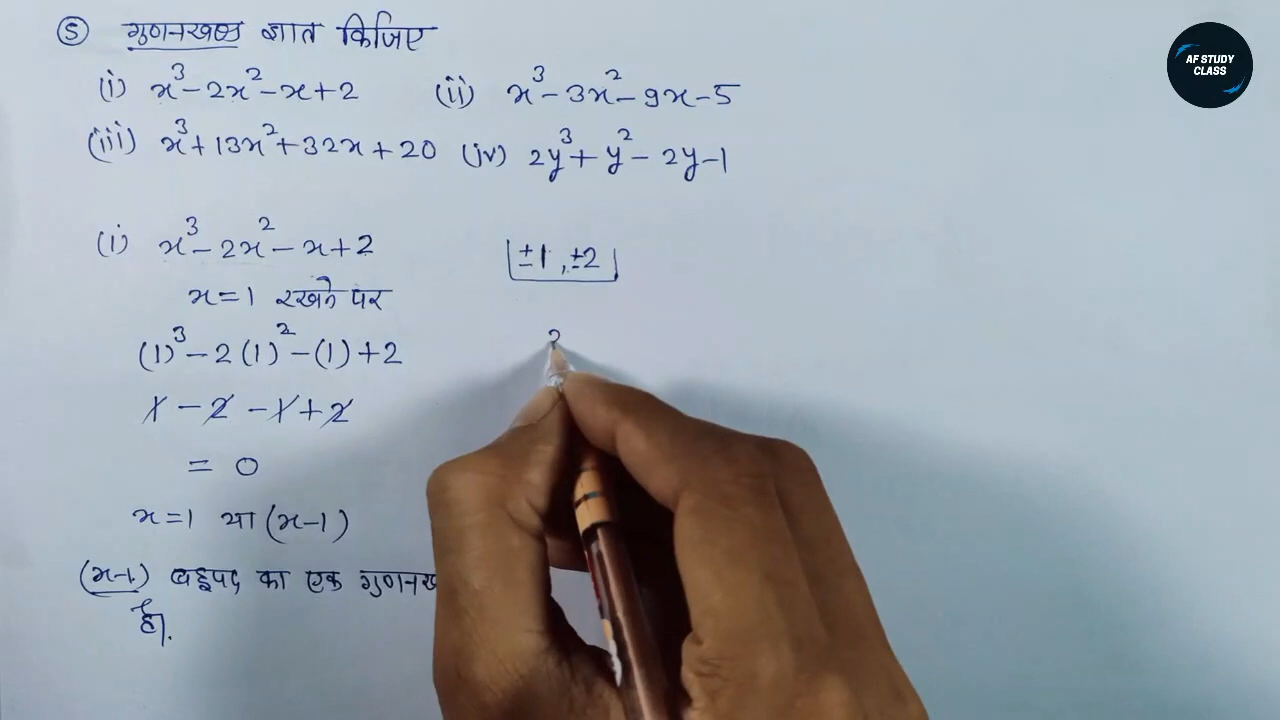 ⑤ गुणनखण्ड ज्ञात किजिए
(i) x³-2x²-x+2 (ii) x³-3x²-9x-5
(iii) x³+13x²+32x+20 (iv) 2y³+y²-2y-1
(i) x³-2x²-x+2 ±1,±2
x=1 रखने पर
(1)³-2(1)²-(1)+2
1-2-1+2
= 0
x=1 या (x-1)
(x-1) बहुपद का एक
है।
AF STUDY
CLASS